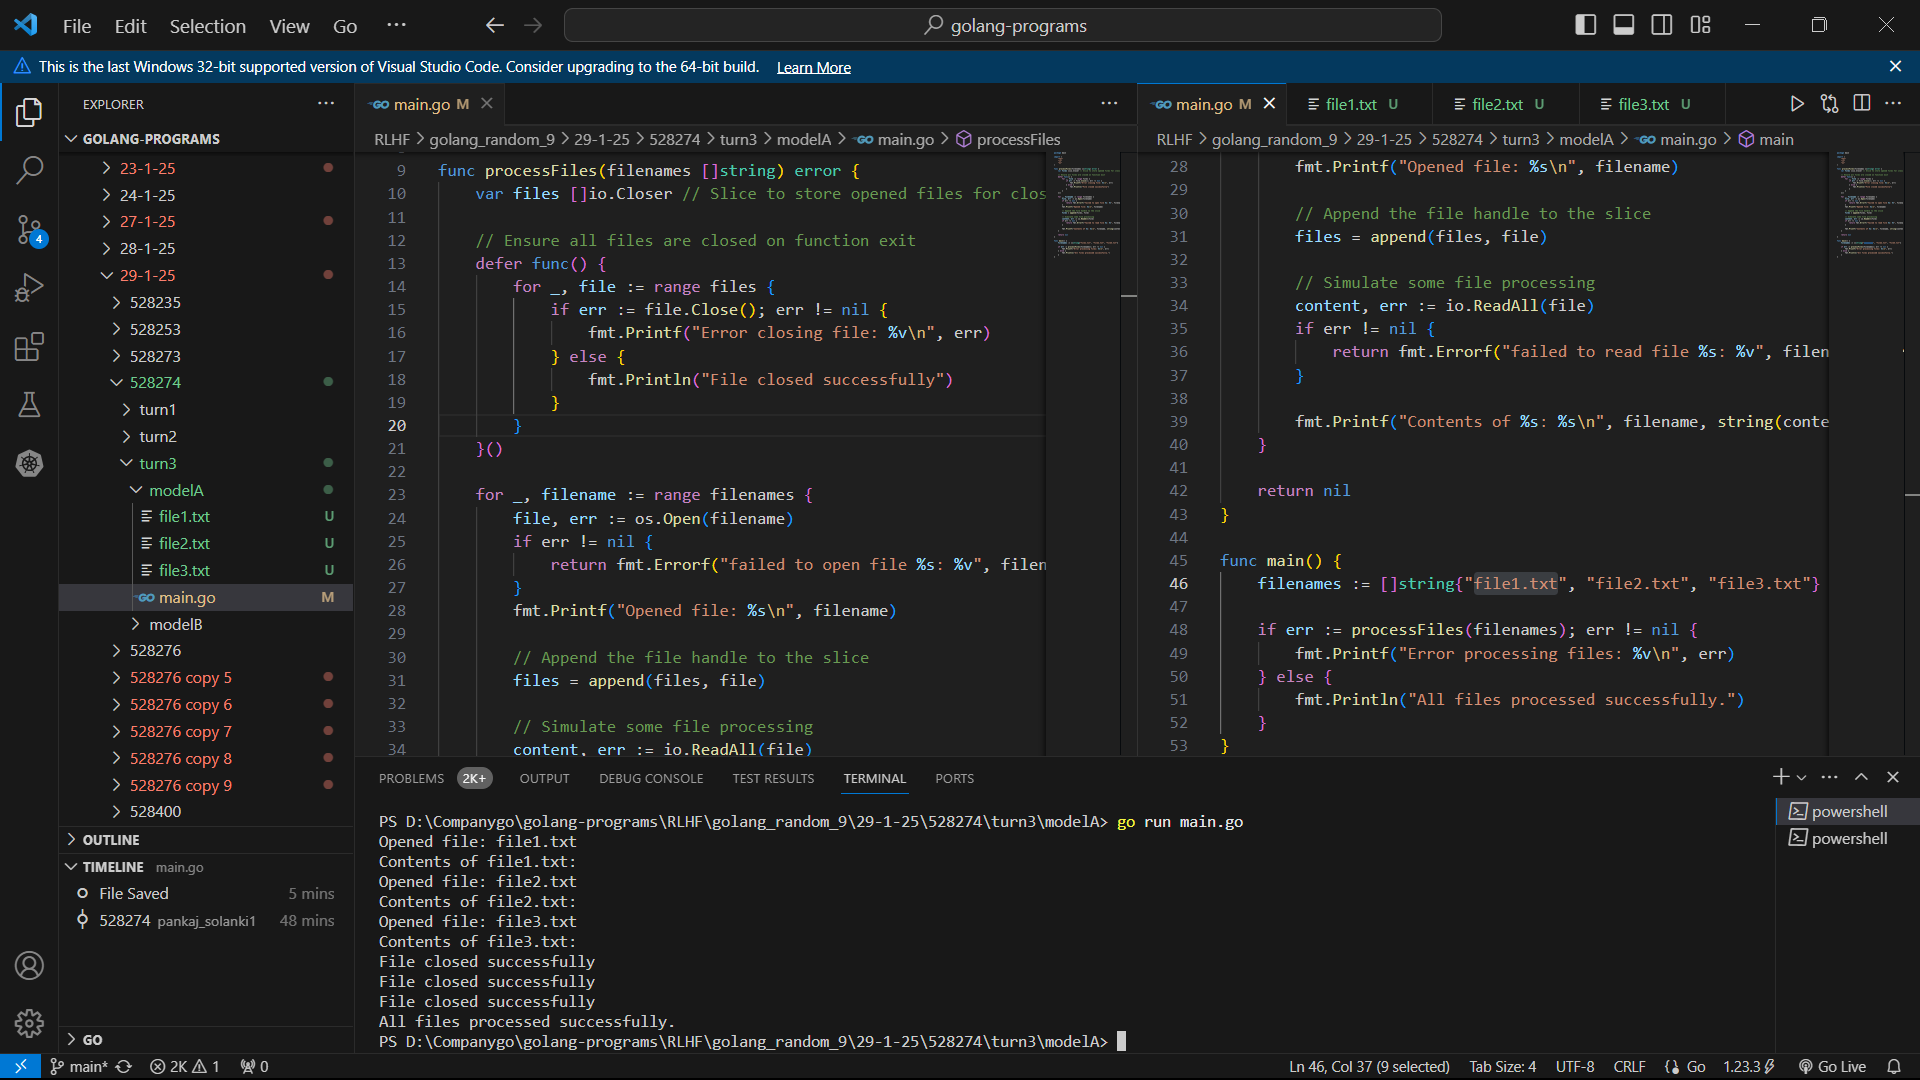 File Edit Selection View Go ··· golang-programs
This is the last Windows 32-bit supported version of Visual Studio Code. Consider upgrading to the 64-bit build. Learn More
EXPLORER
GOLANG-PROGRAMS
23-1-25
24-1-25
27-1-25
28-1-25
29-1-25
528235
528253
528273
528274
turn1
turn2
turn3
modelA
file1.txt U
file2.txt U
file3.txt U
main.go M
modelB
528276
528276 copy 5
528276 copy 6
528276 copy 7
528276 copy 8
528276 copy 9
528400
OUTLINE
TIMELINE main.go
File Saved 5 mins
528274 pankaj_solanki1 48 mins
GO
4
main.go M
RLHF > golang_random_9 > 29-1-25 > 528274 > turn3 > modelA > main.go > processFiles
9 func processFiles(filenames []string) error {
10 var files []io.Closer // Slice to store opened files for clos
11
12 // Ensure all files are closed on function exit
13 defer func() {
14 for _, file := range files {
15 if err := file.Close(); err != nil {
16 fmt.Printf("Error closing file: %v\n", err)
17 } else {
18 fmt.Println("File closed successfully")
19 }
20 }
21 }()
22
23 for _, filename := range filenames {
24 file, err := os.Open(filename)
25 if err != nil {
26 return fmt.Errorf("failed to open file %s: %v", filen
27 }
28 fmt.Printf("Opened file: %s\n", filename)
29
30 // Append the file handle to the slice
31 files = append(files, file)
32
33 // Simulate some file processing
34 content, err := io.ReadAll(file)
main.go M file1.txt U file2.txt U file3.txt U
RLHF > golang_random_9 > 29-1-25 > 528274 > turn3 > modelA > main.go > main
28 fmt.Printf("Opened file: %s\n", filename)
29
30 // Append the file handle to the slice
31 files = append(files, file)
32
33 // Simulate some file processing
34 content, err := io.ReadAll(file)
35 if err != nil {
36 return fmt.Errorf("failed to read file %s: %v", filen
37 }
38
39 fmt.Printf("Contents of %s: %s\n", filename, string(conte
40 }
41
42 return nil
43 }
44
45 func main() {
46 filenames := []string{"file1.txt", "file2.txt", "file3.txt"}
47
48 if err := processFiles(filenames); err != nil {
49 fmt.Printf("Error processing files: %v\n", err)
50 } else {
51 fmt.Println("All files processed successfully.")
52 }
53 }
PROBLEMS 2K+ OUTPUT DEBUG CONSOLE TEST RESULTS TERMINAL PORTS
PS D:\Companygo\golang-programs\RLHF\golang_random_9\29-1-25\528274\turn3\modelA> go run main.go
Opened file: file1.txt
Contents of file1.txt:
Opened file: file2.txt
Contents of file2.txt:
Opened file: file3.txt
Contents of file3.txt:
File closed successfully
File closed successfully
File closed successfully
All files processed successfully.
PS D:\Companygo\golang-programs\RLHF\golang_random_9\29-1-25\528274\turn3\modelA>
powershell
powershell
main* 2K 1 0 Ln 46, Col 37 (9 selected) Tab Size: 4 UTF-8 CRLF Go 1.23.3 Go Live